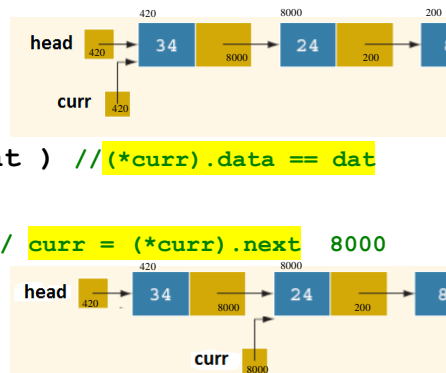 420 8000 200
head 420 34 8000 24 200
curr 420
t ) //(*curr).data == dat
/ curr = (*curr).next 8000
420 8000
head 420 34 8000 24 200
curr 8000